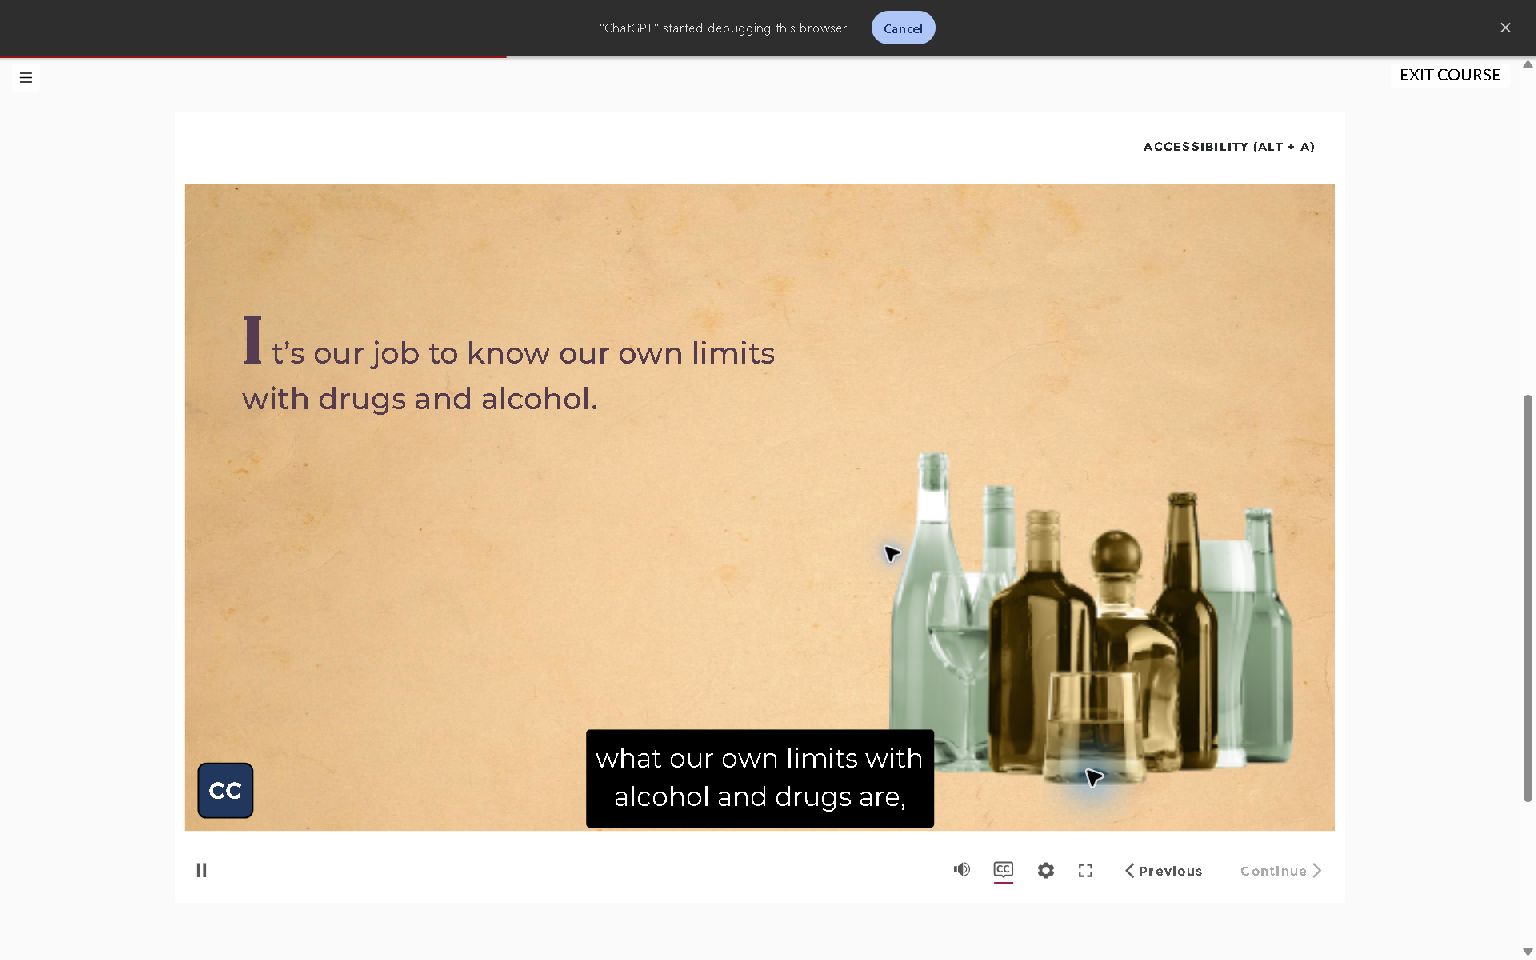 "ChatGPT" started debugging this browser
Cancel
EXIT COURSE
ACCESSIBILITY (ALT + A)
It's our job to know our own limits
with drugs and alcohol.
what our own limits with
alcohol and drugs are,
CC
CC
Previous
Continue